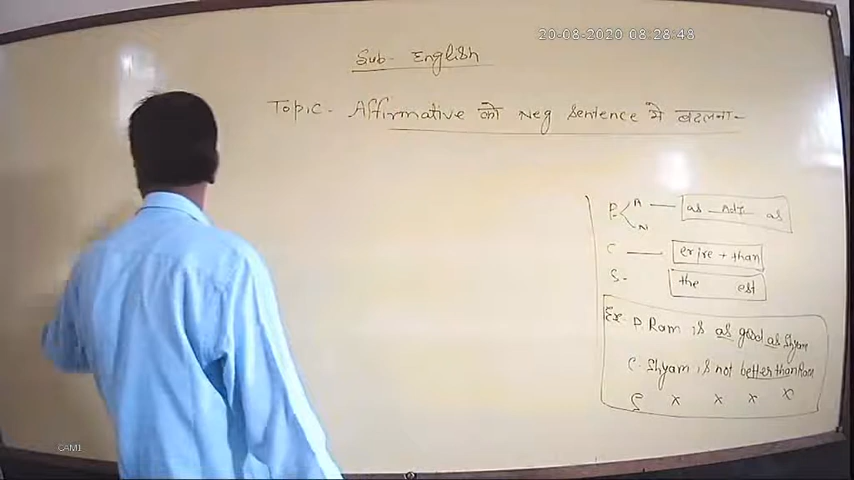 20-08-2020 08:28:48
Sub- English
Topic- Affirmative को Neg Sentence मे बदलना-
P A — as Adj as
N
C — er/re + than
S- the est
Ex- P. Ram is as good as Shyam
C. Shyam is not better than Ram
S x x x x
CAM1